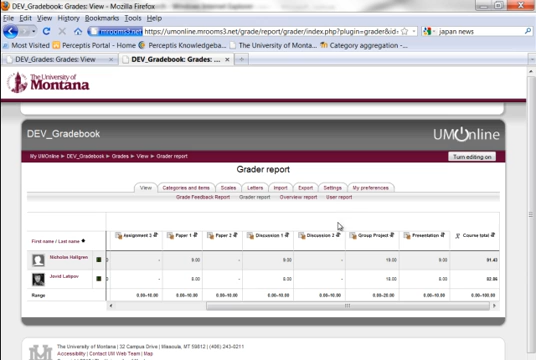 DEV_Gradebook: Grades: View - Mozilla Firefox
File Edit View History Bookmarks Tools Help
mrooms3.net https://umonline.mrooms3.net/grade/report/grader/index.php?plugin=grader&id= japan news
Most Visited Perceptis Portal - Home Perceptis Knowledgeba... The University of Monta... Category aggregation -...
DEV_Grades: Grades: View DEV_Gradebook: Grades: ...
The University of
Montana
DEV_Gradebook UMOnline
My UMOnline ► DEV_Gradebook ► Grades ► View ► Grader report Turn editing on
Grader report
View Categories and items Scales Letters Import Export Settings My preferences
Grade Feedback Report Grader report Overview report User report
First name / Last name Assignment 3 Paper 1 Paper 2 Discussion 1 Discussion 2 Group Project Presentation Course total
Nicholas Hallgren - 8.00 - 9.00 - 18.00 9.00 91.43
Jevid Latipov - 8.00 - 9.00 - 18.00 9.00
Range 0.00–10.00 0.00–10.00 0.00–10.00 0.00–10.00 0.00–10.00 0.00–20.00 0.00–10.00 0.00–100.00
The University of Montana | 32 Campus Drive | Missoula, MT 59812 | (406) 243-0211
Accessibility | Contact UM Web Team | Map